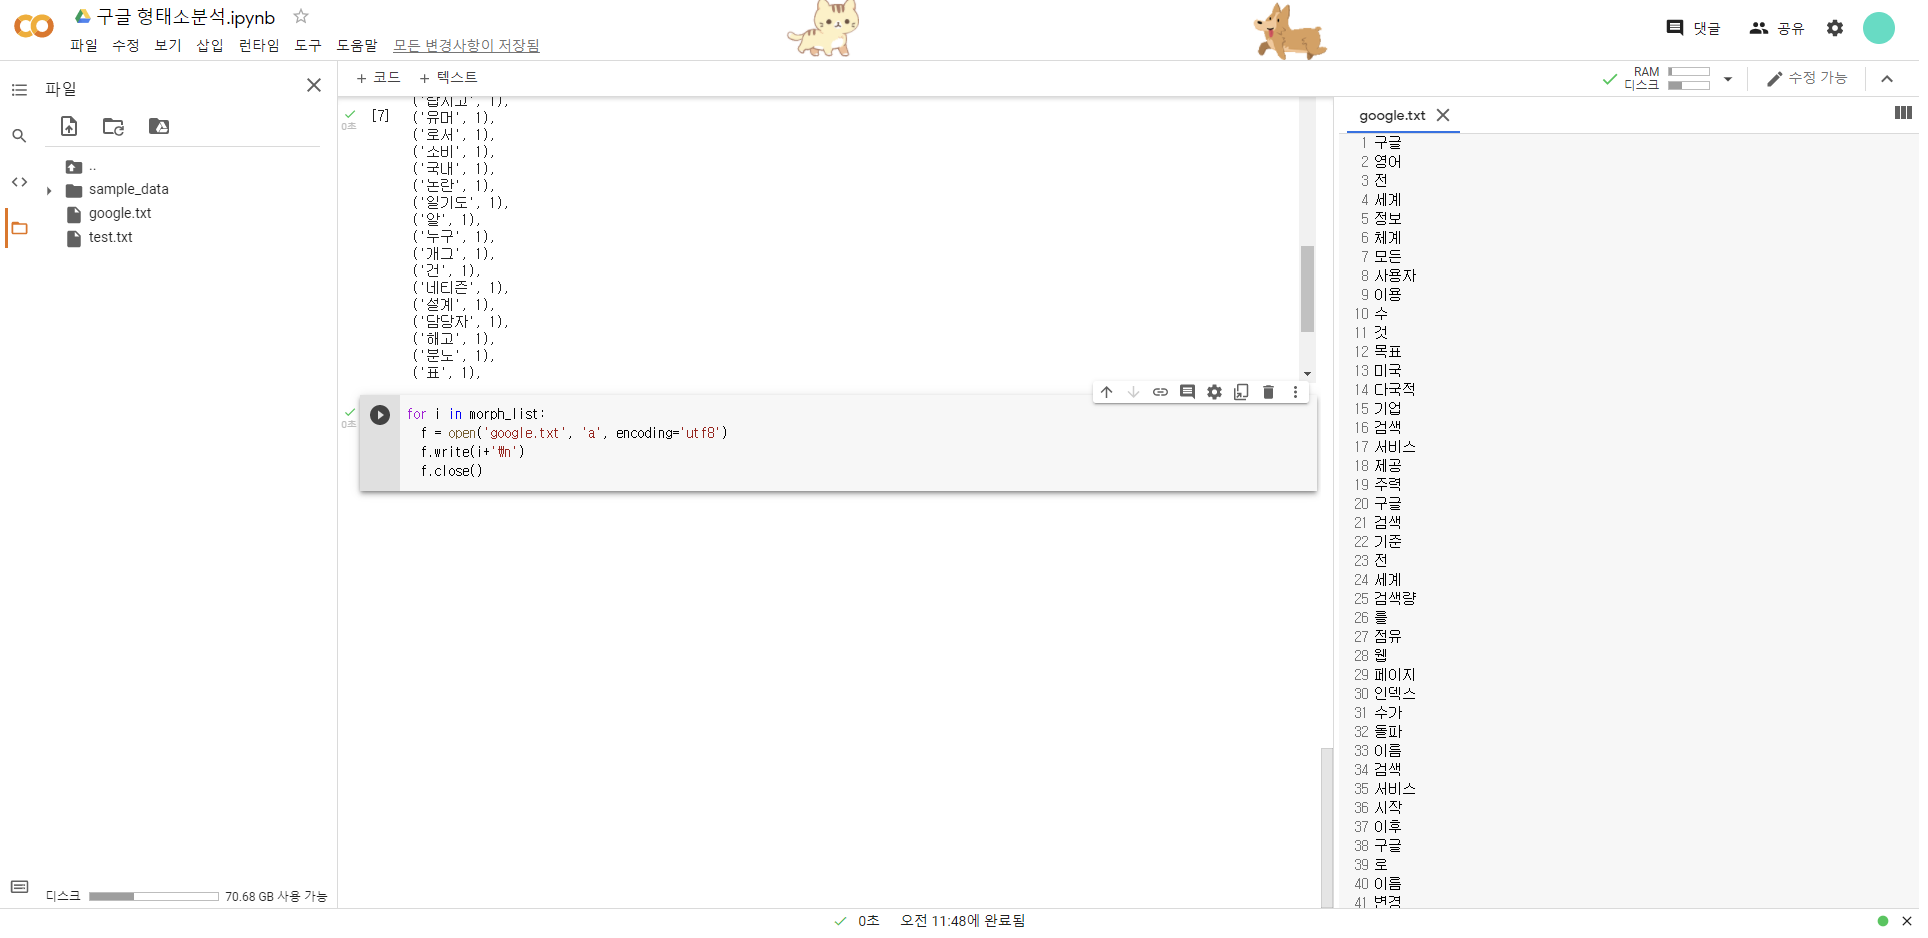 CO 구글 형태소분석.ipynb
파일 수정 보기 삽입 런타임 도구 도움말 모든 변경사항이 저장됨
댓글 공유
파일
+ 코드 + 텍스트
RAM
디스크
수정 가능
..
sample_data
google.txt
test.txt
디스크 70.68 GB 사용 가능
[7]
0초
('유머', 1),
('로서', 1),
('소비', 1),
('국내', 1),
('논란', 1),
('일기도', 1),
('알', 1),
('누구', 1),
('개그', 1),
('건', 1),
('네티즌', 1),
('설계', 1),
('담당자', 1),
('해고', 1),
('분노', 1),
('표', 1),
0초
for i in morph_list:
f = open('google.txt', 'a', encoding='utf8')
f.write(i+'₩n')
f.close()
google.txt
1 구글
2 영어
3 전
4 세계
5 정보
6 체계
7 모든
8 사용자
9 이용
10 수
11 것
12 목표
13 미국
14 다국적
15 기업
16 검색
17 서비스
18 제공
19 주력
20 구글
21 검색
22 기준
23 전
24 세계
25 검색량
26 를
27 점유
28 웹
29 페이지
30 인덱스
31 수가
32 돌파
33 이름
34 검색
35 서비스
36 시작
37 이후
38 구글
39 로
40 이름
41 변경
0초 오전 11:48에 완료됨